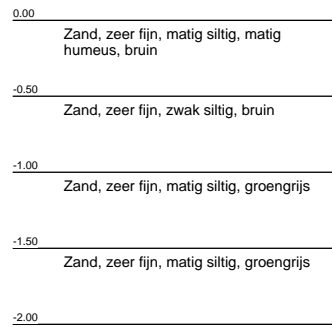 0.00
Zand, zeer fijn, matig siltig, matig
humeus, bruin
-0.50
Zand, zeer fijn, zwak siltig, bruin
-1.00
Zand, zeer fijn, matig siltig, groengrijs
-1.50
Zand, zeer fijn, matig siltig, groengrijs
-2.00